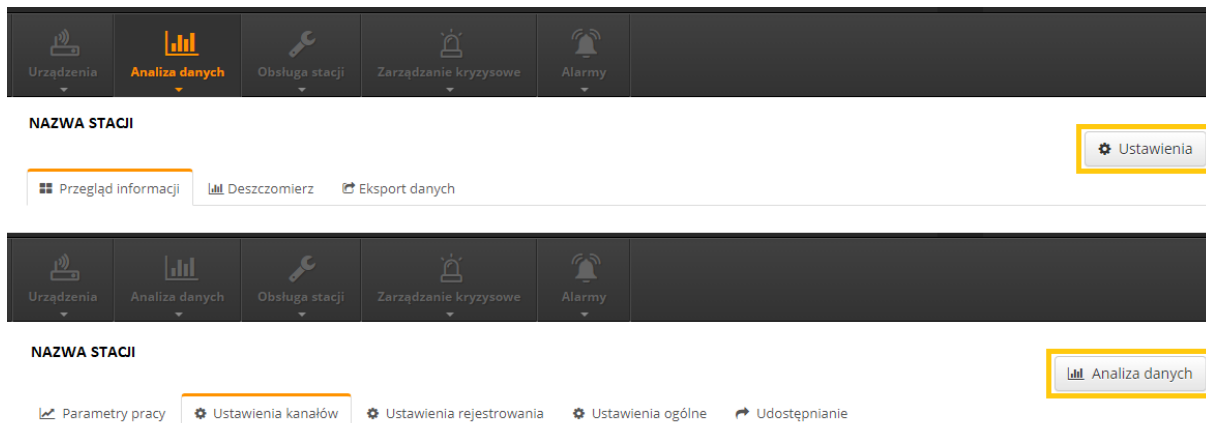 Urządzenia Analiza danych Obsługa stacji Zarządzanie kryzysowe Alarmy
NAZWA STACJI
Ustawienia
Przegląd informacji Deszczomierz Eksport danych
Urządzenia Analiza danych Obsługa stacji Zarządzanie kryzysowe Alarmy
NAZWA STACJI
Analiza danych
Parametry pracy Ustawienia kanałów Ustawienia rejestrowania Ustawienia ogólne Udostępnianie